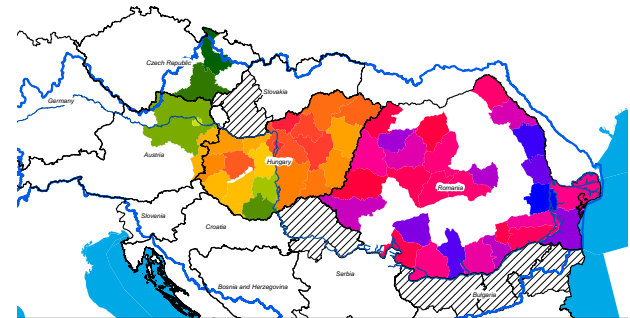 Czech Republic
Slovakia
Germany
Austria
Hungary
Romania
Slovenia
Croatia
Serbia
Bosnia and Herzegovina
Bulgaria